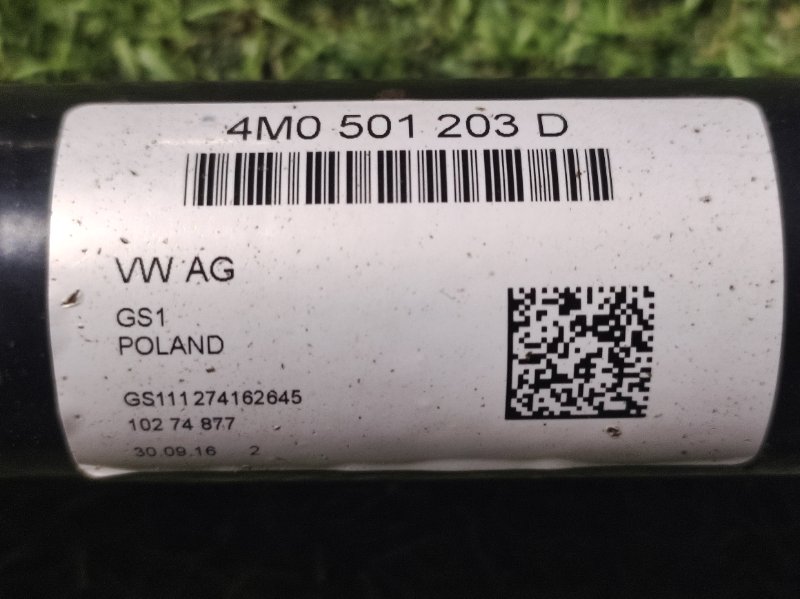 4M0 501 203 D
VW AG
GS1
POLAND
GS111274162645
102 74 877
30.09.16 2